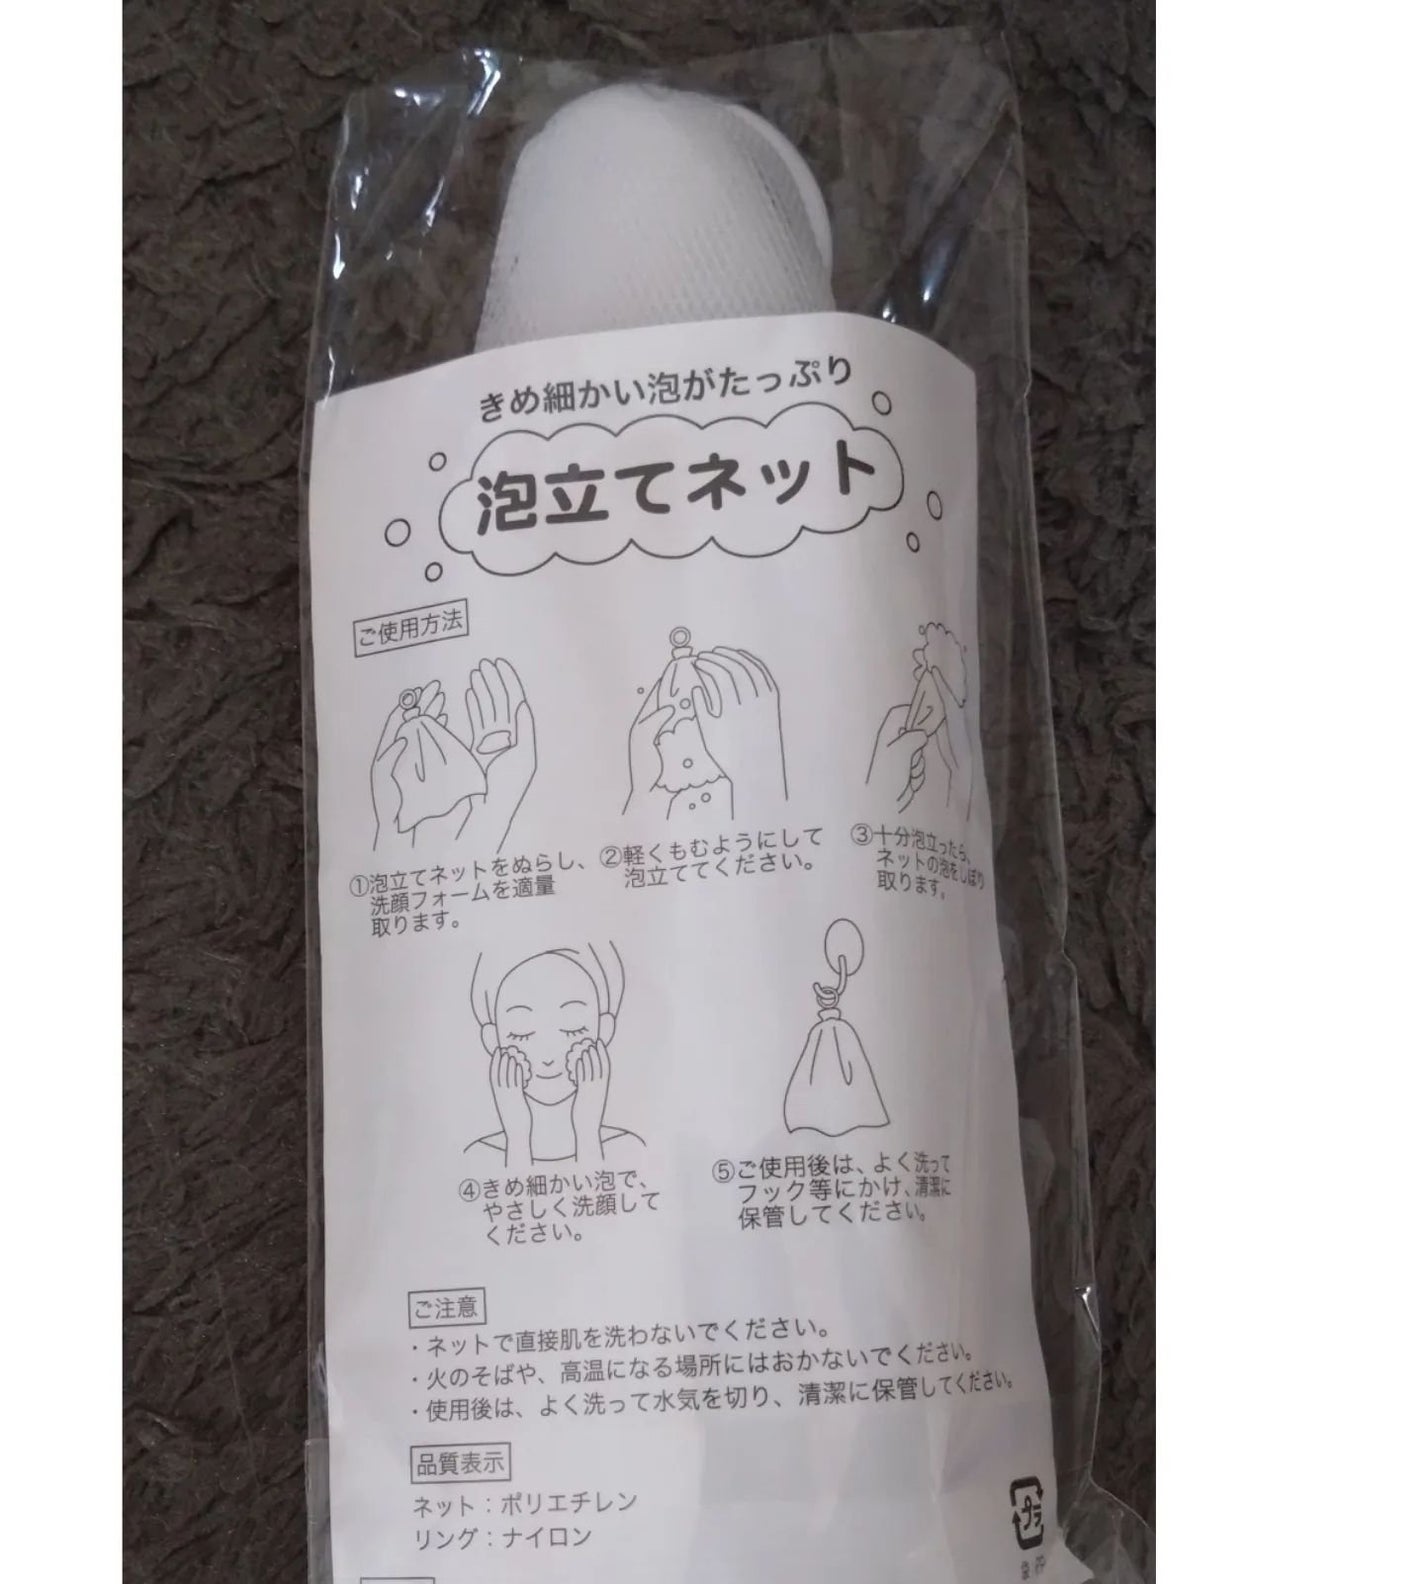 きめ細かい泡がたっぷり
泡立てネット
ご使用方法
①泡立てネットをぬらし、
洗顔フォームを適量
取ります。
②軽くもむようにして
泡立ててください。
③十分泡立ったら、
ネットの泡をしぼり
取ります。
④きめ細かい泡で、
やさしく洗顔して
ください。
⑤ご使用後は、よく洗って
フック等にかけ、清潔に
保管してください。
ご注意
・ネットで直接肌を洗わないでください。
・火のそばや、高温になる場所にはおかないでください。
・使用後は、よく洗って水気を切り、清潔に保管してください。
品質表示
ネット：ポリエチレン
リング：ナイロン
プラ